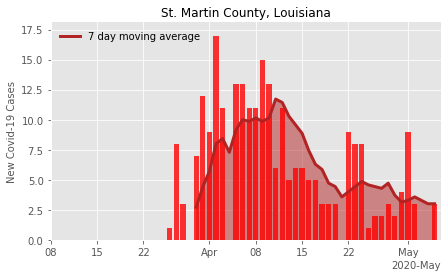 St. Martin County, Louisiana
7 day moving average
New Covid-19 Cases
17.5
15.0
12.5
10.0
7.5
5.0
2.5
0.0
08 15 22 Apr 08 15 22 May
2020-May